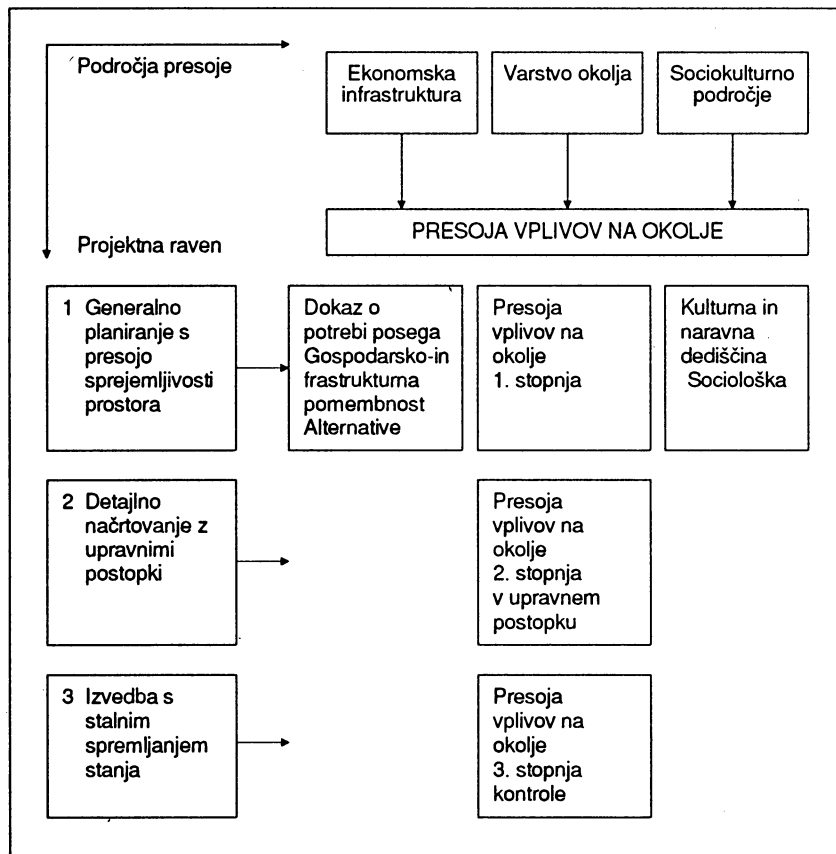 Področja presoje
Ekonomska
infrastruktura
Varstvo okolja
Sociokulturno
področje
PRESOJA VPLIVOV NA OKOLJE
Projektna raven
1 Generalno
planiranje s
presojo
sprejemljivosti
prostora
Dokaz o
potrebi posega
Gospodarsko-in
frastrukturna
pomembnost
Alternative
Presoja
vplivov na
okolje
1. stopnja
Kulturna in
naravna
dediščina
Sociološka
2 Detajlno
načrtovanje z
upravnimi
postopki
Presoja
vplivov na
okolje
2. stopnja
v upravnem
postopku
3 Izvedba s
stalnim
spremljanjem
stanja
Presoja
vplivov na
okolje
3. stopnja
kontrole